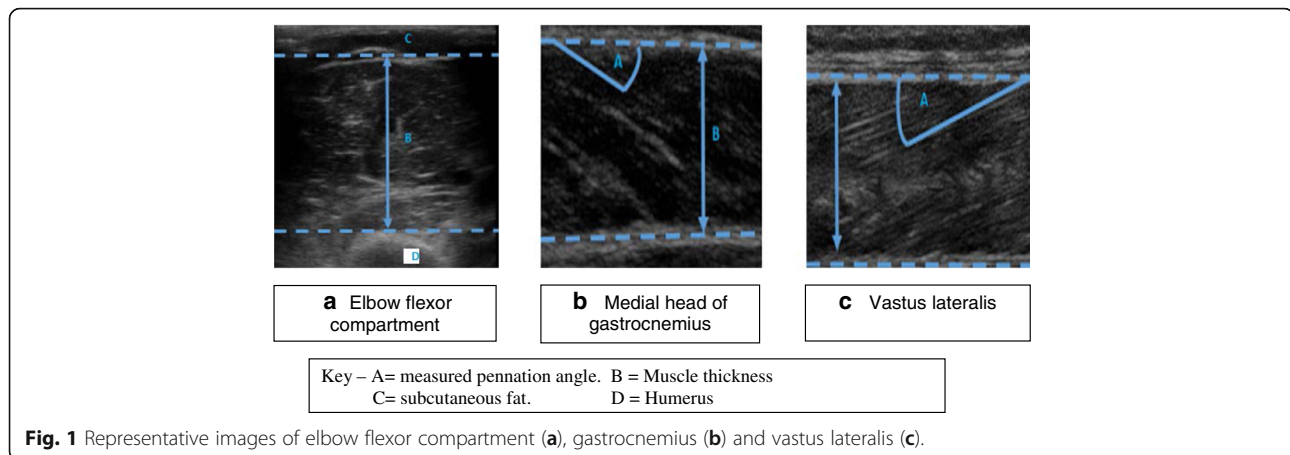 C
B
D
A
B
A
a Elbow flexor
compartment
b Medial head of
gastrocnemius
c Vastus lateralis
Key – A= measured pennation angle. B = Muscle thickness
C= subcutaneous fat. D = Humerus
Fig. 1 Representative images of elbow flexor compartment (a), gastrocnemius (b) and vastus lateralis (c).